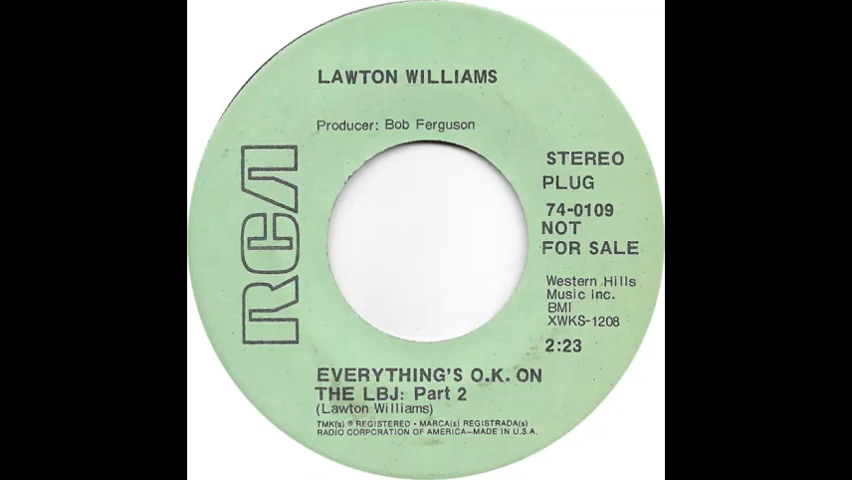 LAWTON WILLIAMS
Producer: Bob Ferguson
RCA
STEREO
PLUG
74-0109
NOT
FOR SALE
Western Hills
Music Inc.
BMI
XWKS-1208
2:23
EVERYTHING'S O.K. ON
THE LBJ: Part 2
(Lawton Williams)
TMK(s) ® REGISTERED • MARCA(s) REGISTRADA(s)
RADIO CORPORATION OF AMERICA—MADE IN U.S.A.